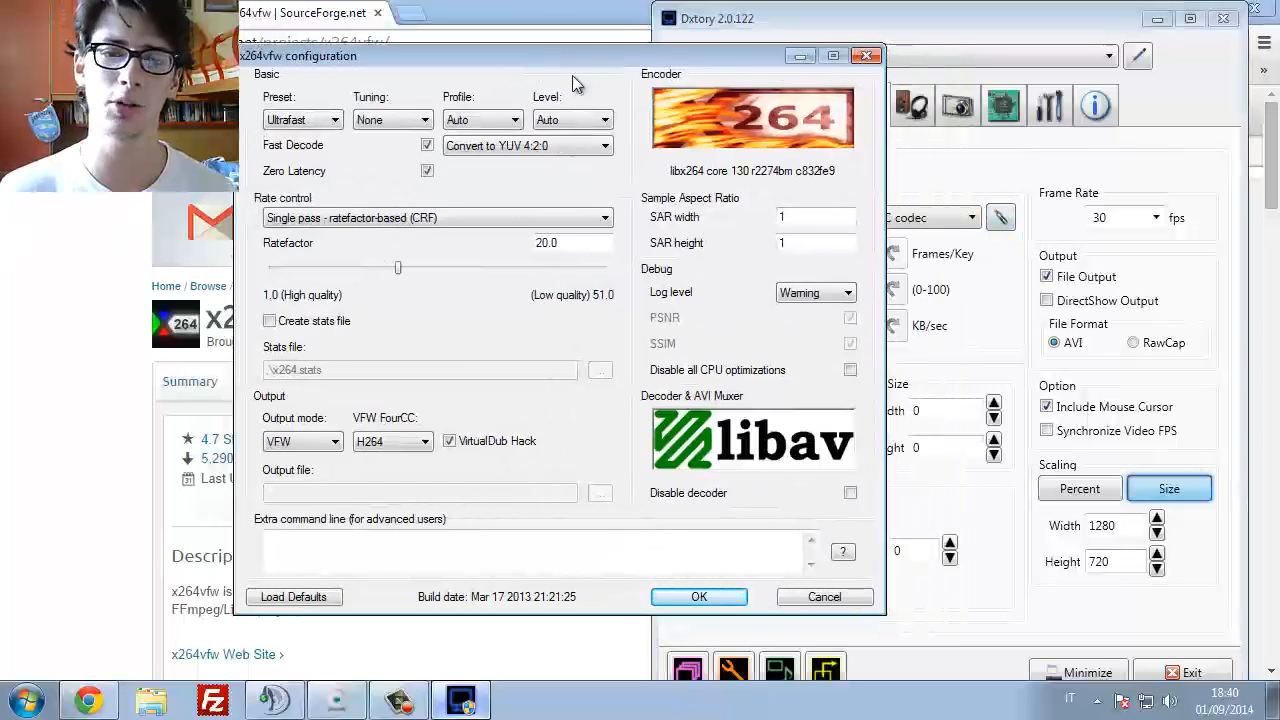 64vfw | SourceForge.net
Dxtory 2.0.122
x264vfw configuration
Basic
Preset:
Tuning:
Profile:
Level:
Ultrafast
None
Auto
Auto
Fast Decode
Convert to YUV 4:2:0
Zero Latency
Rate control
Single pass - ratefactor-based (CRF)
Ratefactor
20.0
1.0 (High quality)
(Low quality) 51.0
Create stats file
Stats file:
.\x264.stats
Output
Output mode:
VFW FourCC:
VFW
H264
VirtualDub Hack
Output file:
Extra command line (for advanced users)
?
Load Defaults
Build date: Mar 17 2013 21:21:25
OK
Cancel
Encoder
264
libx264 core 130 r2274bm c832fe9
Sample Aspect Ratio
SAR width
1
SAR height
1
Debug
Log level
Warning
PSNR
SSIM
Disable all CPU optimizations
Decoder & AVI Muxer
libav
Disable decoder
C codec
Frames/Key
(0-100)
KB/sec
Size
0
0
0
Frame Rate
30
fps
Output
File Output
DirectShow Output
File Format
AVI
RawCap
Option
Include Mouse Cursor
Synchronize Video FPS
Scaling
Percent
Size
Width
1280
Height
720
Minimize
Exit
Home / Browse
X 264
Summary
4.7 S
5,290
Last U
Descrip
x264vfw is
FFmpeg/Li
x264vfw Web Site >
Fz
IT
18:40
01/09/2014